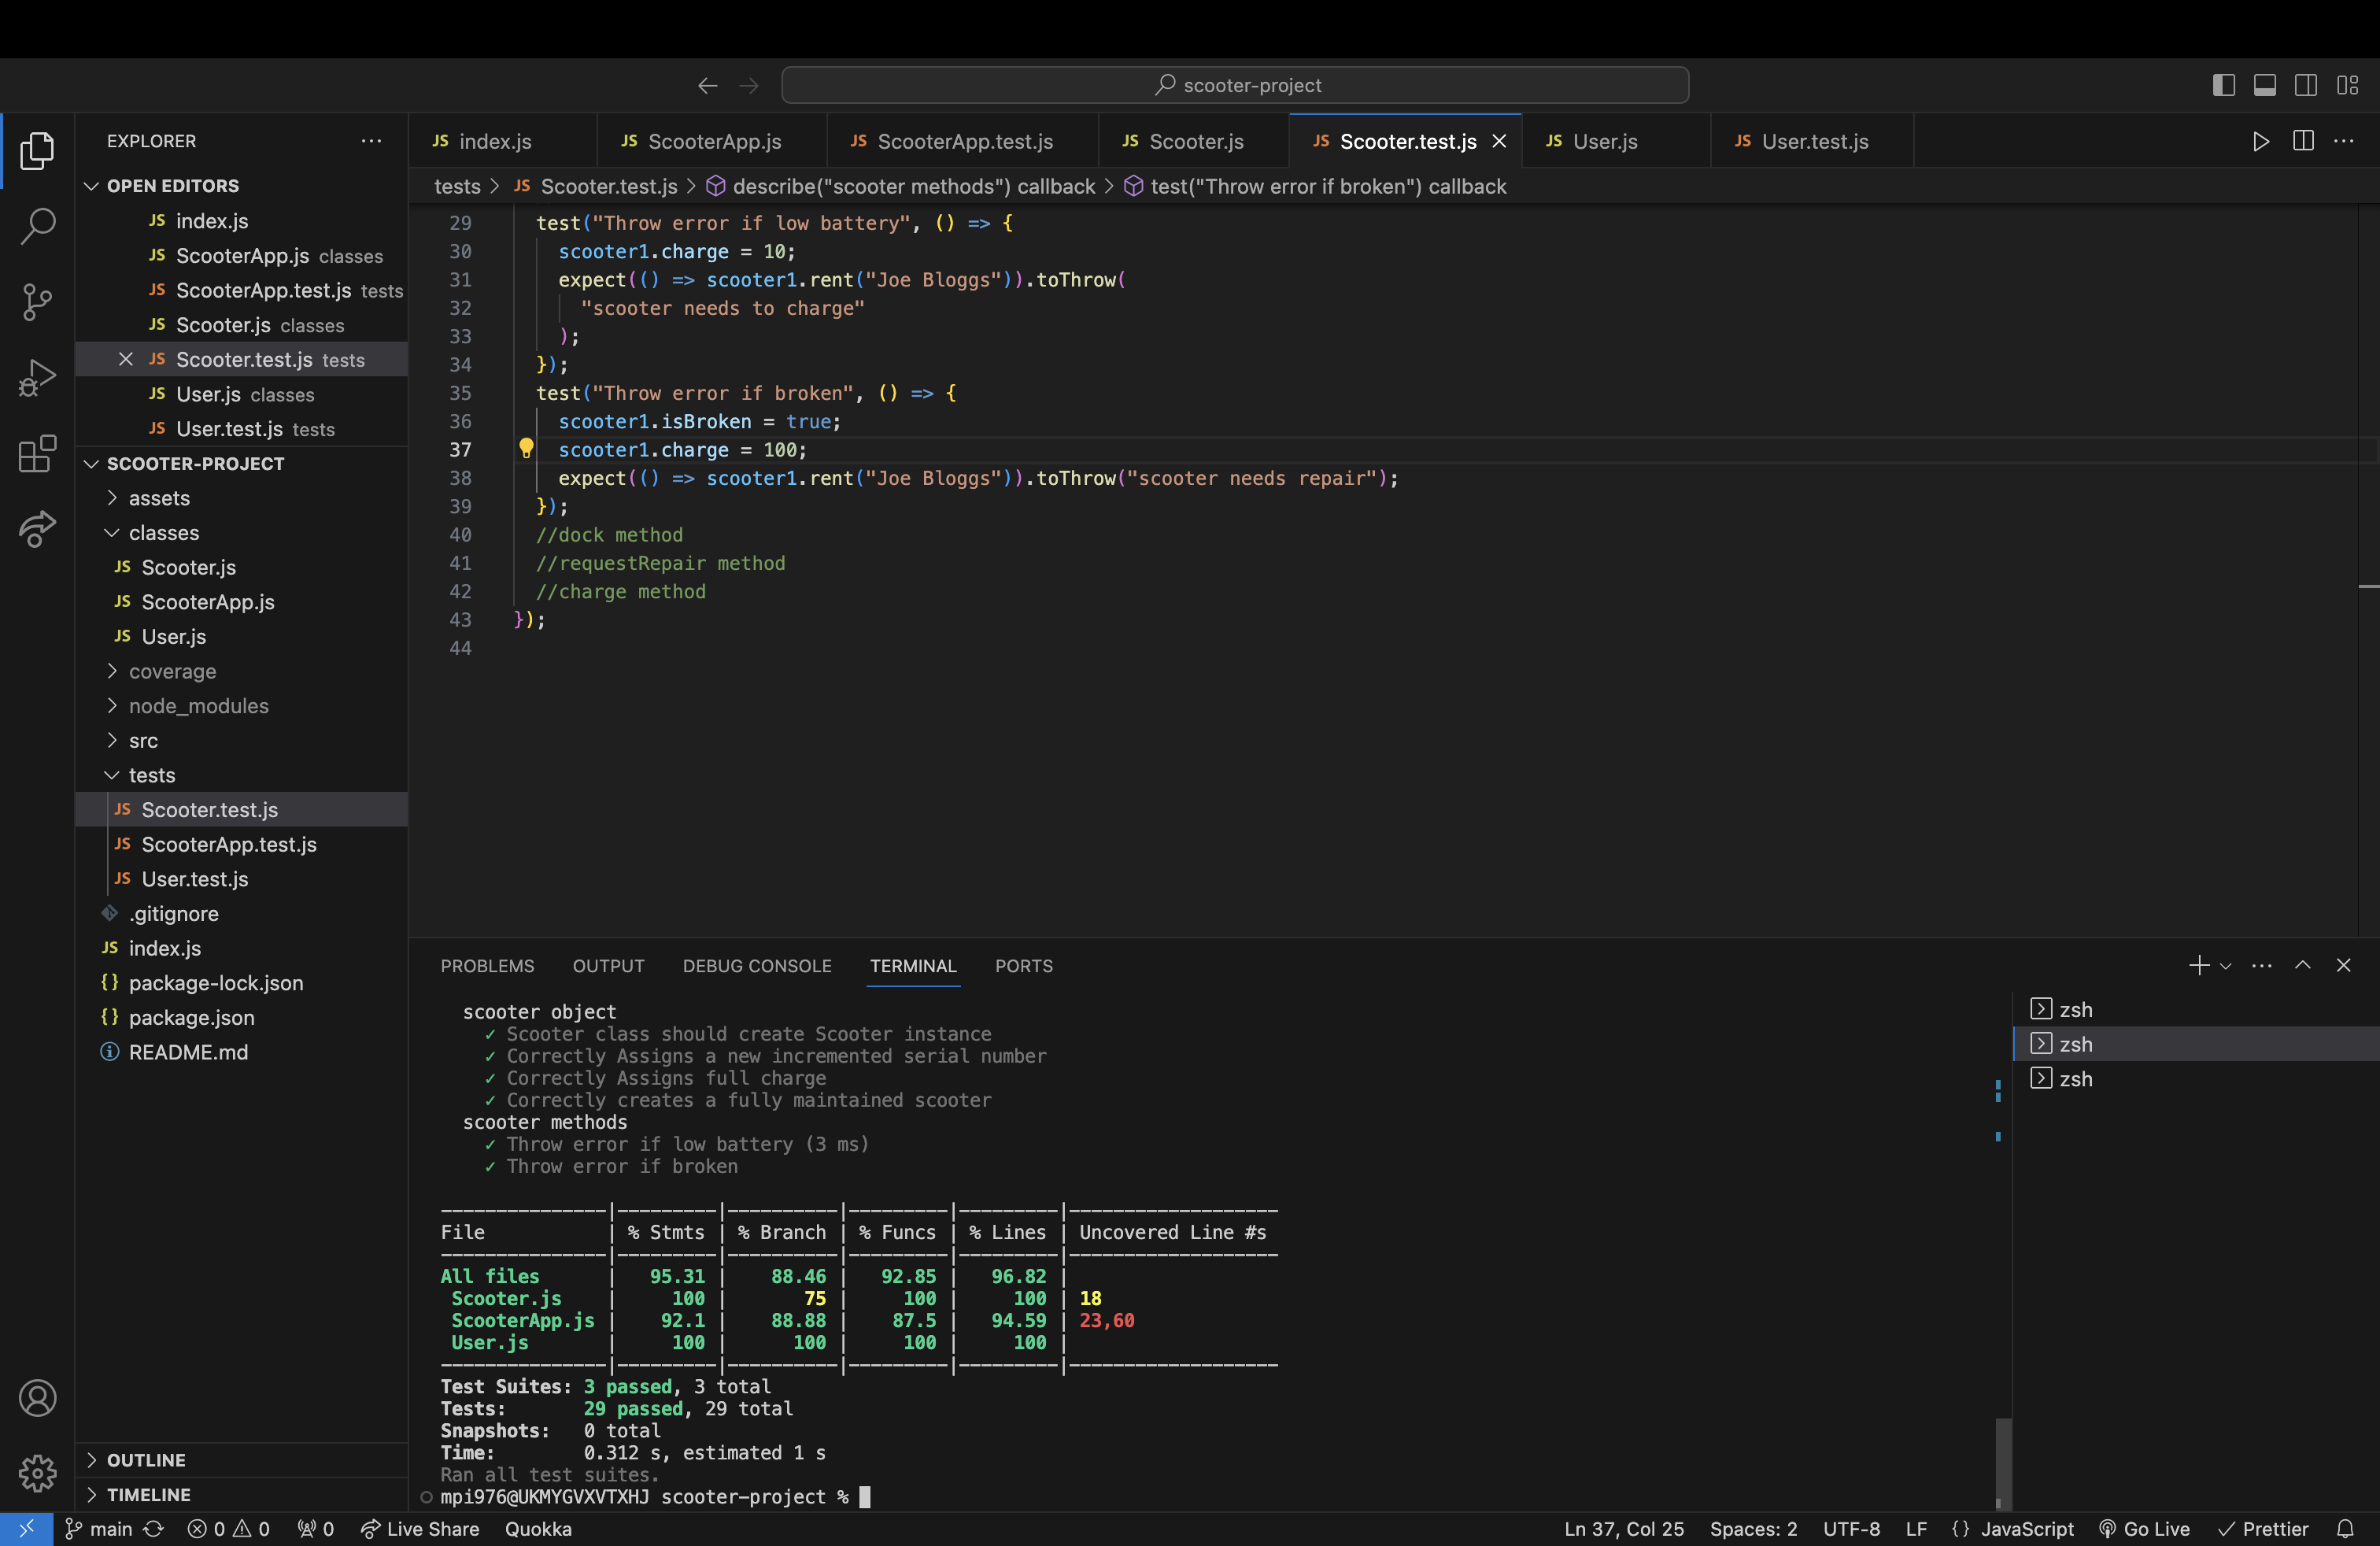 scooter-project
EXPLORER
OPEN EDITORS
JS index.js
JS ScooterApp.js classes
JS ScooterApp.test.js tests
JS Scooter.js classes
JS Scooter.test.js tests
JS User.js classes
JS User.test.js tests
SCOOTER-PROJECT
assets
classes
JS Scooter.js
JS ScooterApp.js
JS User.js
coverage
node_modules
src
tests
JS Scooter.test.js
JS ScooterApp.test.js
JS User.test.js
.gitignore
JS index.js
{} package-lock.json
{} package.json
README.md
OUTLINE
TIMELINE
JS index.js JS ScooterApp.js JS ScooterApp.test.js JS Scooter.js JS Scooter.test.js JS User.js JS User.test.js
tests > JS Scooter.test.js > describe("scooter methods") callback > test("Throw error if broken") callback
29 test("Throw error if low battery", () => {
30 scooter1.charge = 10;
31 expect(() => scooter1.rent("Joe Bloggs")).toThrow(
32 "scooter needs to charge"
33 );
34 });
35 test("Throw error if broken", () => {
36 scooter1.isBroken = true;
37 scooter1.charge = 100;
38 expect(() => scooter1.rent("Joe Bloggs")).toThrow("scooter needs repair");
39 });
40 //dock method
41 //requestRepair method
42 //charge method
43 });
44
PROBLEMS OUTPUT DEBUG CONSOLE TERMINAL PORTS
scooter object
✓ Scooter class should create Scooter instance
✓ Correctly Assigns a new incremented serial number
✓ Correctly Assigns full charge
✓ Correctly creates a fully maintained scooter
scooter methods
✓ Throw error if low battery (3 ms)
✓ Throw error if broken
---------------|---------|----------|---------|---------|-------------------
File | % Stmts | % Branch | % Funcs | % Lines | Uncovered Line #s
---------------|---------|----------|---------|---------|-------------------
All files | 95.31 | 88.46 | 92.85 | 96.82 |
Scooter.js | 100 | 75 | 100 | 100 | 18
ScooterApp.js | 92.1 | 88.88 | 87.5 | 94.59 | 23,60
User.js | 100 | 100 | 100 | 100 |
---------------|---------|----------|---------|---------|-------------------
Test Suites: 3 passed, 3 total
Tests: 29 passed, 29 total
Snapshots: 0 total
Time: 0.312 s, estimated 1 s
Ran all test suites.
mpi976@UKMYGVXVTXHJ scooter-project %
zsh
zsh
zsh
main 0 0 0 Live Share Quokka Ln 37, Col 25 Spaces: 2 UTF-8 LF {} JavaScript Go Live Prettier